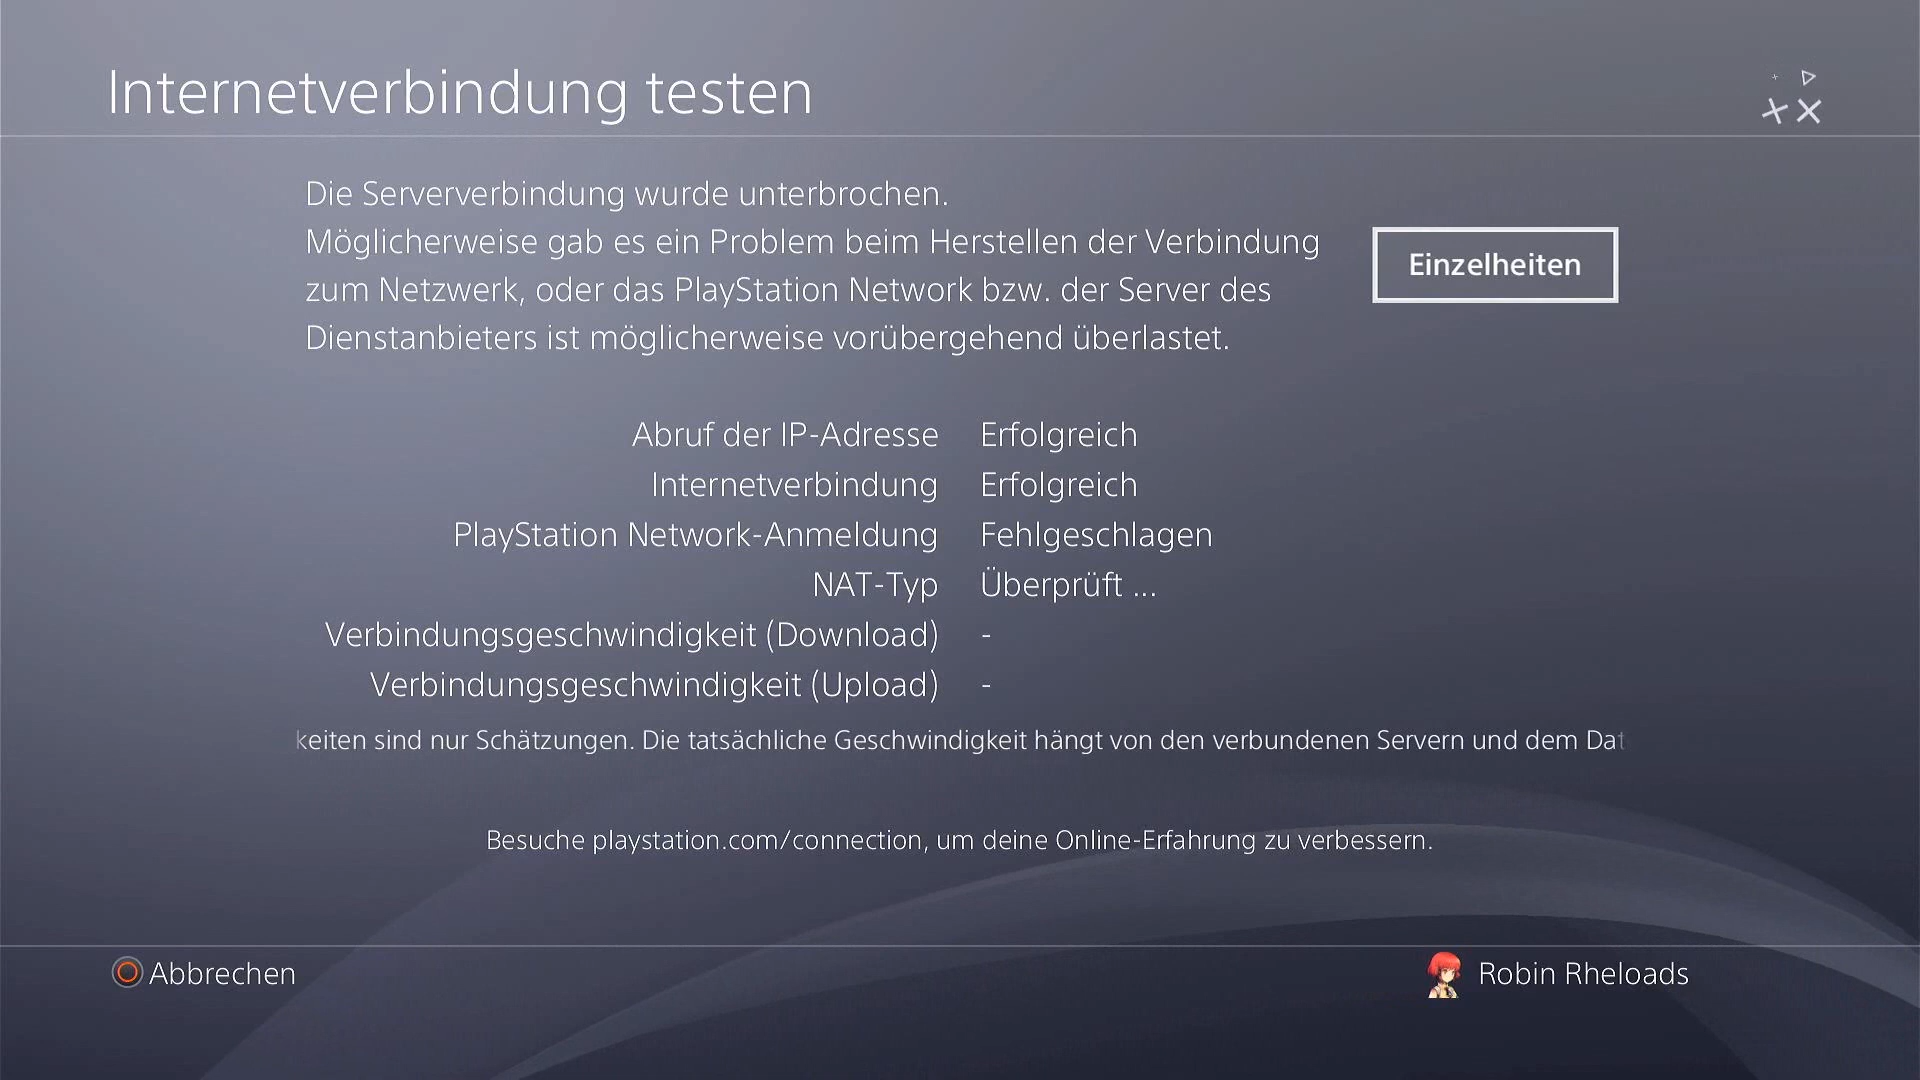 Internetverbindung testen
Die Serververbindung wurde unterbrochen.
Möglicherweise gab es ein Problem beim Herstellen der Verbindung
zum Netzwerk, oder das PlayStation Network bzw. der Server des
Dienstanbieters ist möglicherweise vorübergehend überlastet.
Einzelheiten
Abruf der IP-Adresse Erfolgreich
Internetverbindung Erfolgreich
PlayStation Network-Anmeldung Fehlgeschlagen
NAT-Typ Überprüft ...
Verbindungsgeschwindigkeit (Download) -
Verbindungsgeschwindigkeit (Upload) -
keiten sind nur Schätzungen. Die tatsächliche Geschwindigkeit hängt von den verbundenen Servern und dem Dat
Besuche playstation.com/connection, um deine Online-Erfahrung zu verbessern.
Abbrechen
Robin Rheloads